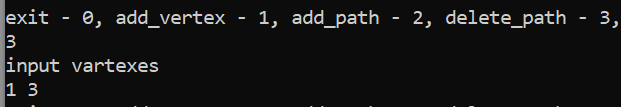 exit - 0, add_vertex - 1, add_path - 2, delete_path - 3,
3
input vartexes
1 3